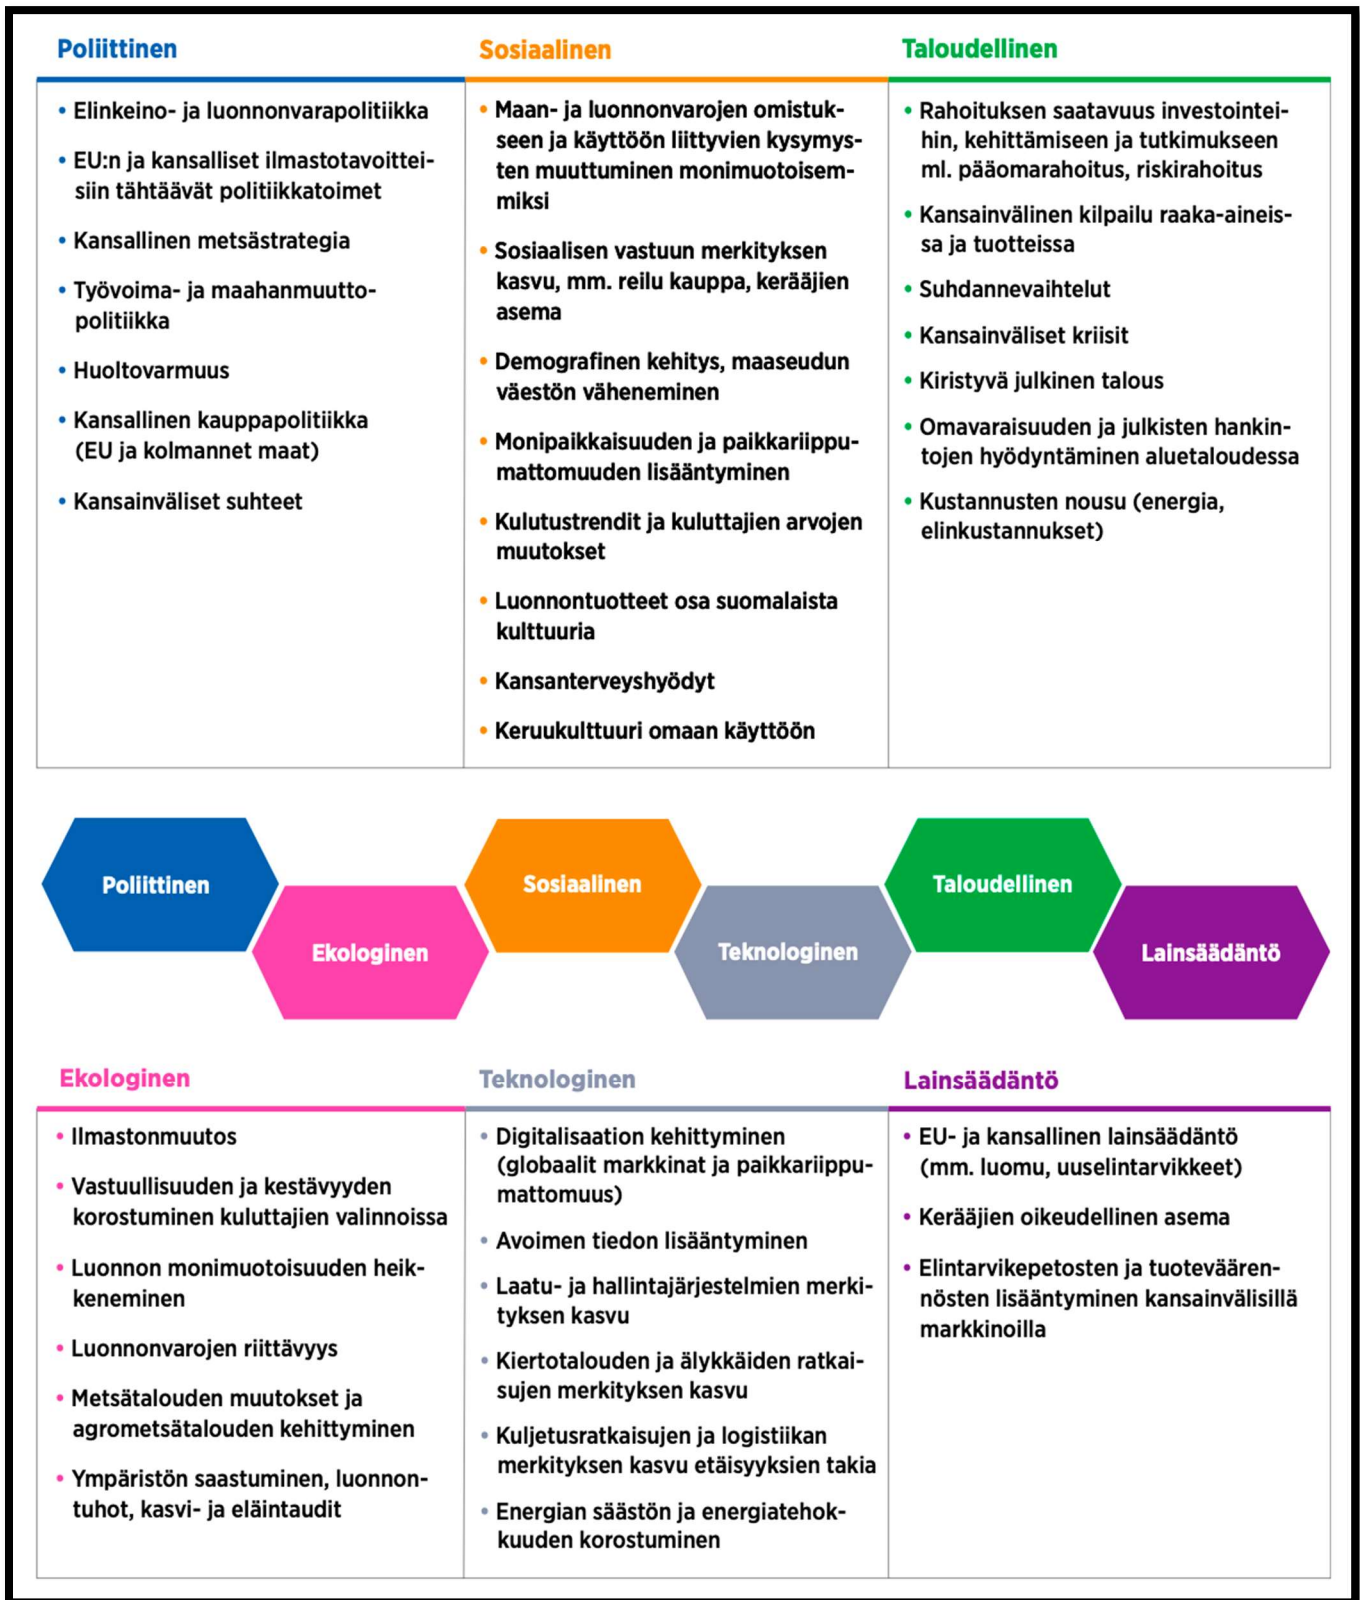 Poliittinen
• Elinkeino- ja luonnonvarapolitiikka
• EU:n ja kansalliset ilmastotavoittei-
siin tähtäävät politiikkatoimet
• Kansallinen metsästrategia
• Työvoima- ja maahanmuutto-
politiikka
• Huoltovarmuus
• Kansallinen kauppapolitiikka
(EU ja kolmannet maat)
• Kansainväliset suhteet
Sosiaalinen
• Maan- ja luonnonvarojen omistuk-
seen ja käyttöön liittyvien kysymys-
ten muuttuminen monimuotoisem-
miksi
• Sosiaalisen vastuun merkityksen
kasvu, mm. reilu kauppa, kerääjien
asema
• Demografinen kehitys, maaseudun
väestön väheneminen
• Monipaikkaisuuden ja paikkariippu-
mattomuuden lisääntyminen
• Kulutustrendit ja kuluttajien arvojen
muutokset
• Luonnontuotteet osa suomalaista
kulttuuria
• Kansanterveyshyödyt
• Keruukulttuuri omaan käyttöön
Taloudellinen
• Rahoituksen saatavuus investointei-
hin, kehittämiseen ja tutkimukseen
ml. pääomarahoitus, riskirahoitus
• Kansainvälinen kilpailu raaka-aineis-
sa ja tuotteissa
• Suhdannevaihtelut
• Kansainväliset kriisit
• Kiristyvä julkinen talous
• Omavaraisuuden ja julkisten hankin-
tojen hyödyntäminen aluetaloudessa
• Kustannusten nousu (energia,
elinkustannukset)
Poliittinen
Ekologinen
Sosiaalinen
Teknologinen
Taloudellinen
Lainsäädäntö
Ekologinen
• Ilmastonmuutos
• Vastuullisuuden ja kestävyyden
korostuminen kuluttajien valinnoissa
• Luonnon monimuotoisuuden heik-
keneminen
• Luonnonvarojen riittävyys
• Metsätalouden muutokset ja
agrometsätalouden kehittyminen
• Ympäristön saastuminen, luonnon-
tuhot, kasvi- ja eläintaudit
Teknologinen
• Digitalisaation kehittyminen
(globaalit markkinat ja paikkariippu-
mattomuus)
• Avoimen tiedon lisääntyminen
• Laatu- ja hallintajärjestelmien merki-
tyksen kasvu
• Kiertotalouden ja älykkäiden ratkai-
sujen merkityksen kasvu
• Kuljetusratkaisujen ja logistiikan
merkityksen kasvu etäisyyksien takia
• Energian säästön ja energiatehok-
kuuden korostuminen
Lainsäädäntö
• EU- ja kansallinen lainsäädäntö
(mm. luomu, uuselintarvikkeet)
• Kerääjien oikeudellinen asema
• Elintarvikepetosten ja tuoteväären-
nösten lisääntyminen kansainvälisillä
markkinoilla